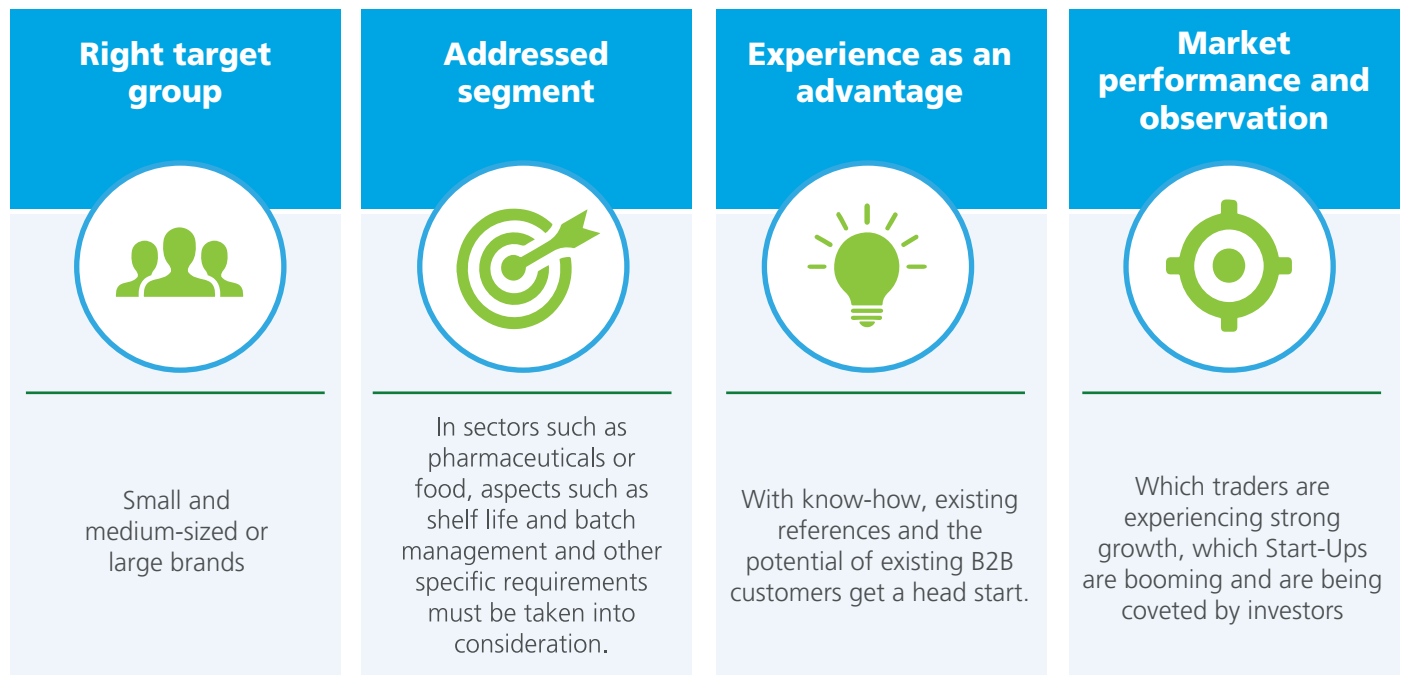 Right target
group
Small and
medium-sized or
large brands
Addressed
segment
In sectors such as
pharmaceuticals or
food, aspects such as
shelf life and batch
management and other
specific requirements
must be taken into
consideration.
Experience as an
advantage
With know-how, existing
references and the
potential of existing B2B
customers get a head start.
Market
performance and
observation
Which traders are
experiencing strong
growth, which Start-Ups
are booming and are being
coveted by investors